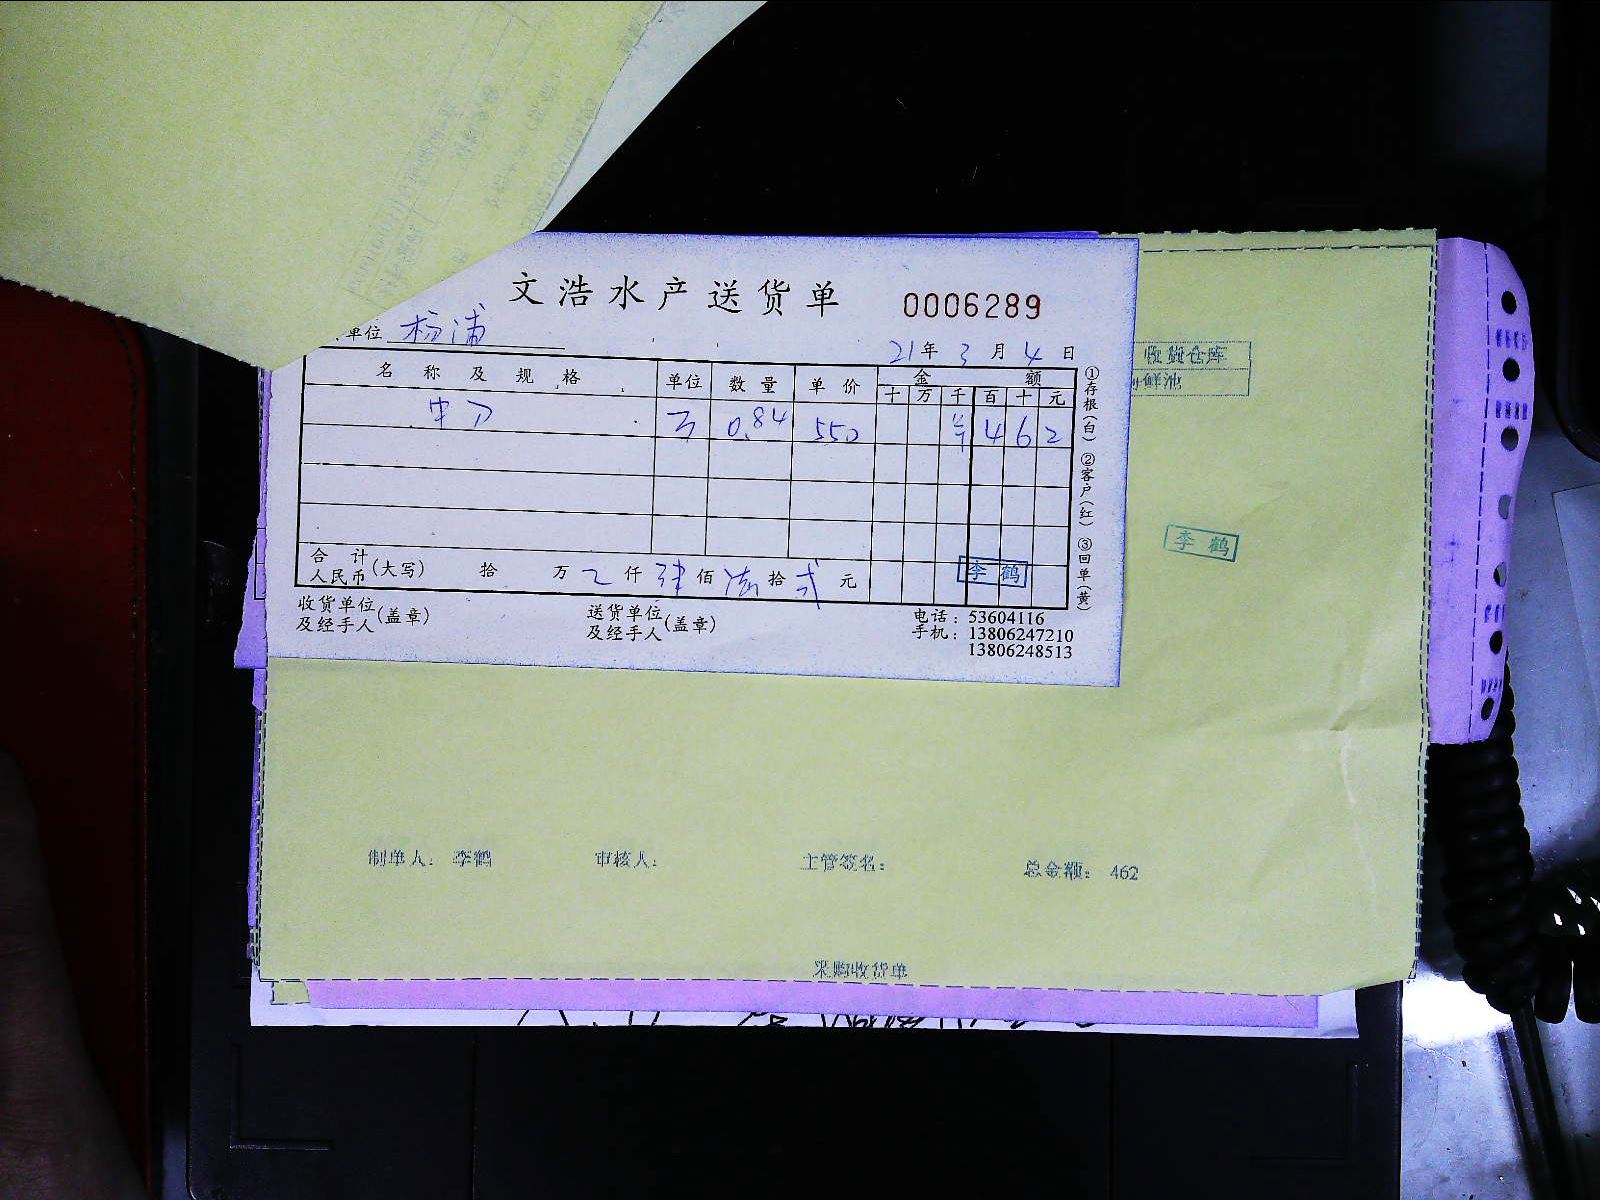 文浩水产送货单 0006289
单位 杨浦
21年3月4日
名称及规格 单位 数量 单价 金额
十 万 千 百 十 元
中刀 0.84 550 ¥ 4 6 2
合计人民币(大写) 拾 万 仟 肆佰 陆拾 贰元
李鹤
收货单位及经手人(盖章) 送货单位及经手人(盖章)
电话：53604116
手机：13806247210
13806248513
①存根(白) ②客户(红) ③回单(黄)
收货仓库
李鹤
制单人：李鹤 审核人： 主管签名： 总金额：462
采购收货单